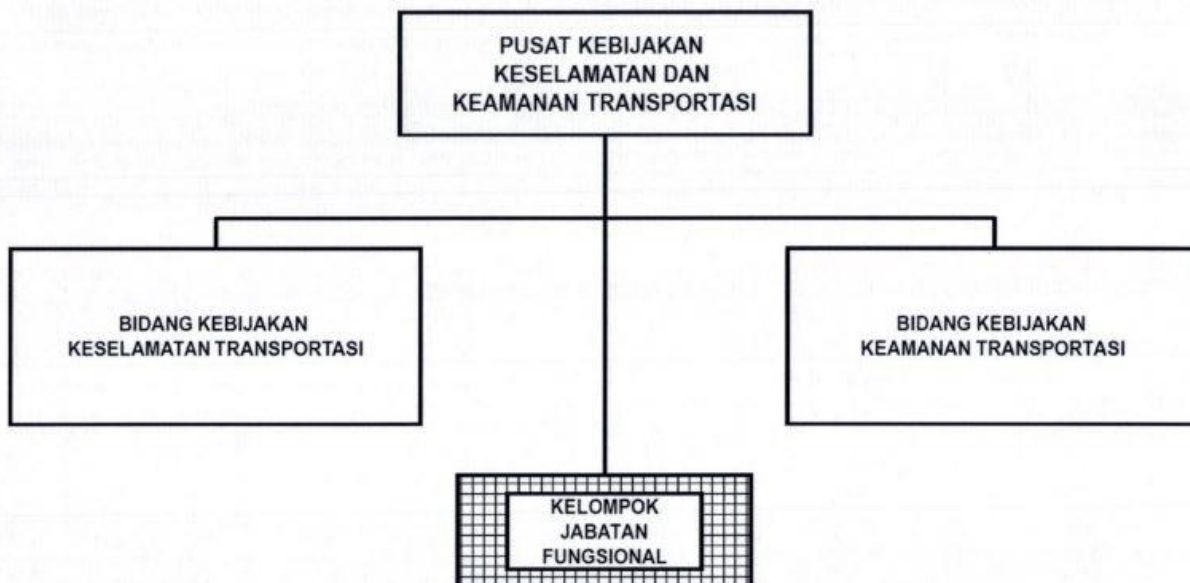 PUSAT KEBIJAKAN
KESELAMATAN DAN
KEAMANAN TRANSPORTASI
BIDANG KEBIJAKAN
KESELAMATAN TRANSPORTASI
BIDANG KEBIJAKAN
KEAMANAN TRANSPORTASI
KELOMPOK
JABATAN
FUNGSIONAL